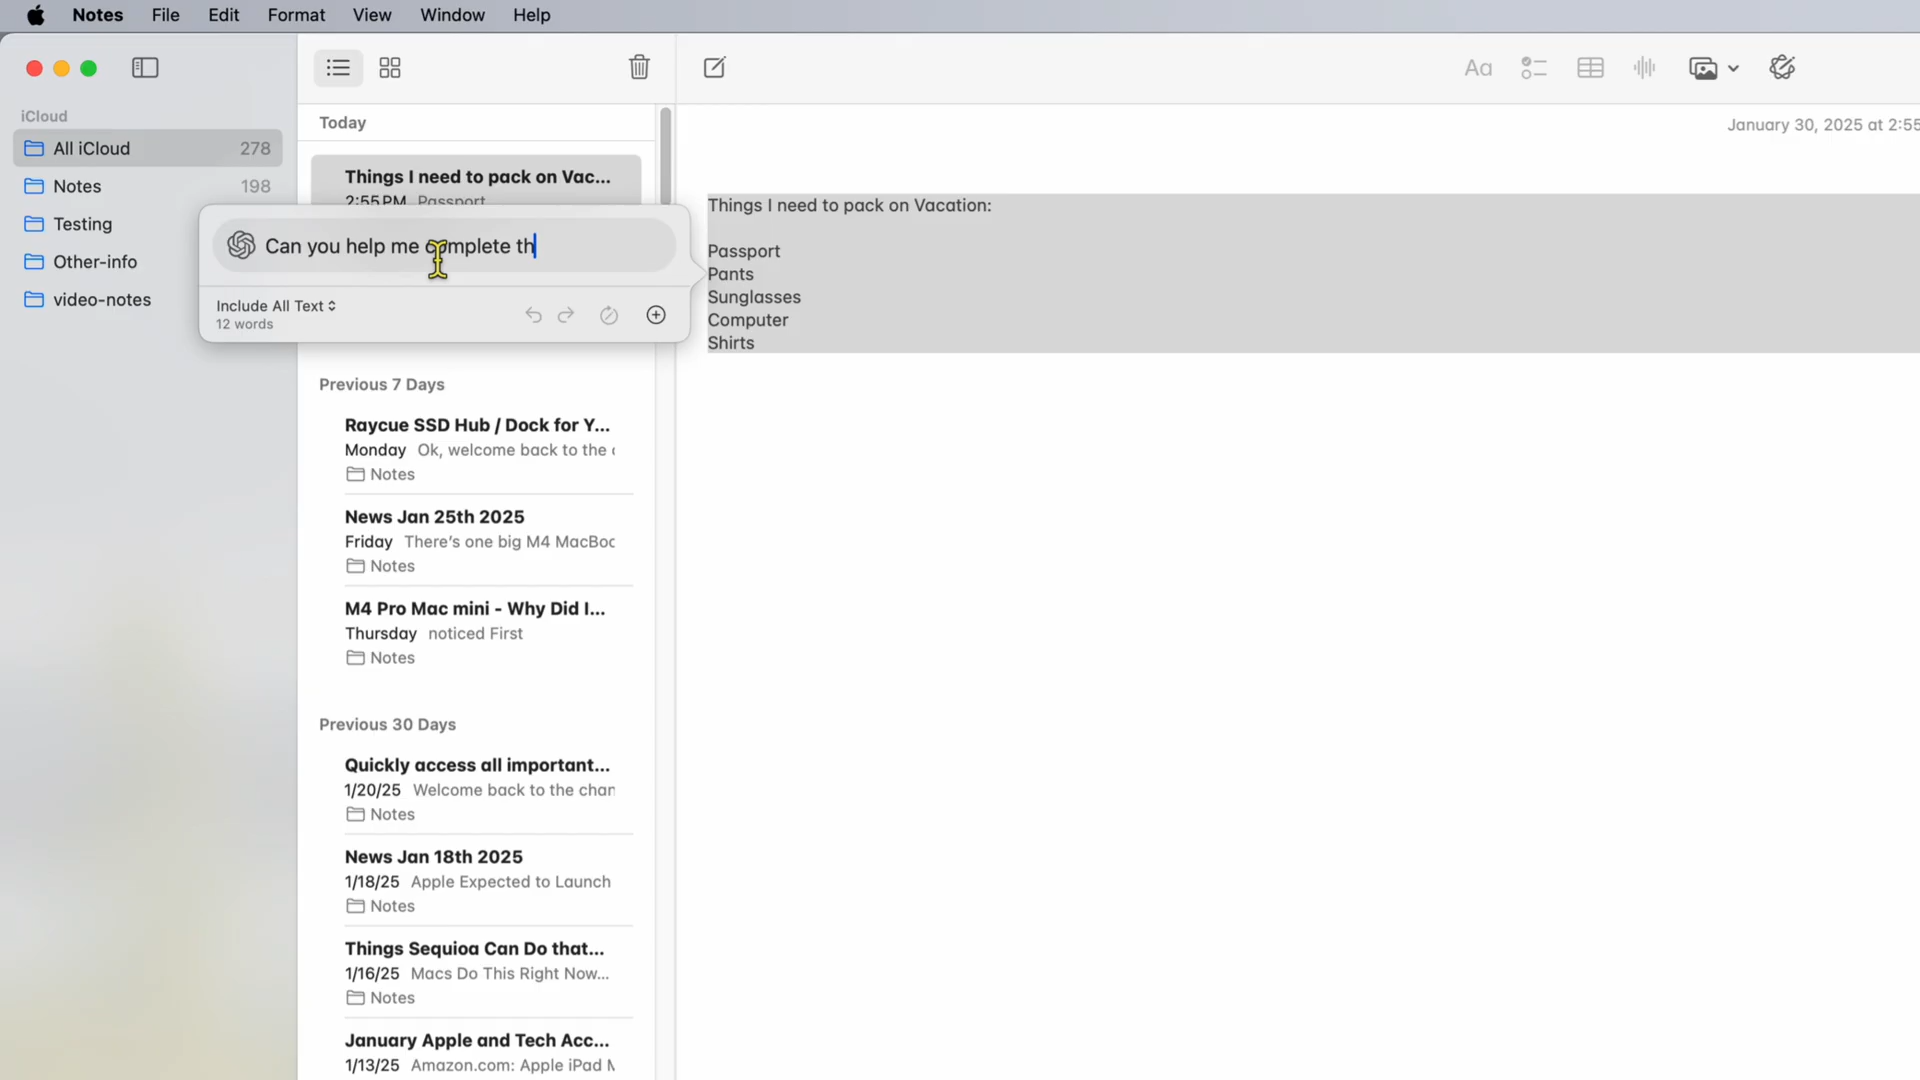 Notes File Edit Format View Window Help
iCloud
All iCloud 278
Notes 198
Testing
Other-info
video-notes
Today
Things I need to pack on Vac...
2:55 PM Passport
Can you help me complete th
Include All Text
12 words
Previous 7 Days
Raycue SSD Hub / Dock for Y...
Monday Ok, welcome back to the
Notes
News Jan 25th 2025
Friday There's one big M4 MacBoo
Notes
M4 Pro Mac mini - Why Did I...
Thursday noticed First
Notes
Previous 30 Days
Quickly access all important...
1/20/25 Welcome back to the chan
Notes
News Jan 18th 2025
1/18/25 Apple Expected to Launch
Notes
Things Sequioa Can Do that...
1/16/25 Macs Do This Right Now...
Notes
January Apple and Tech Acc...
1/13/25 Amazon.com: Apple iPad
Aa
January 30, 2025 at 2:55
Things I need to pack on Vacation:
Passport
Pants
Sunglasses
Computer
Shirts